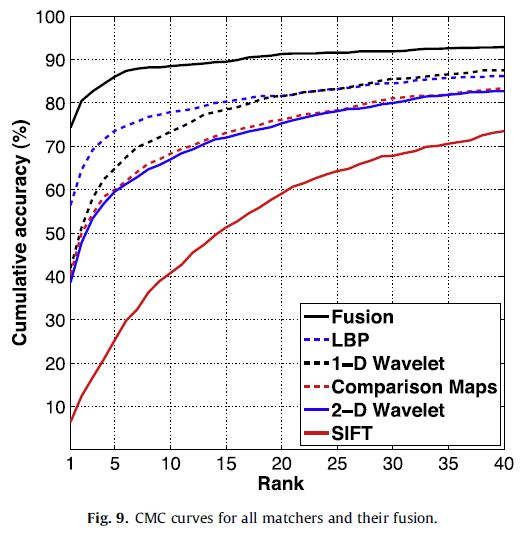 100
90
80
70
60
50
40
30
20
10
Cumulative accuracy (%)
Fusion
LBP
1-D Wavelet
Comparison Maps
2-D Wavelet
SIFT
1 5 10 15 20 25 30 35 40
Rank
Fig. 9. CMC curves for all matchers and their fusion.